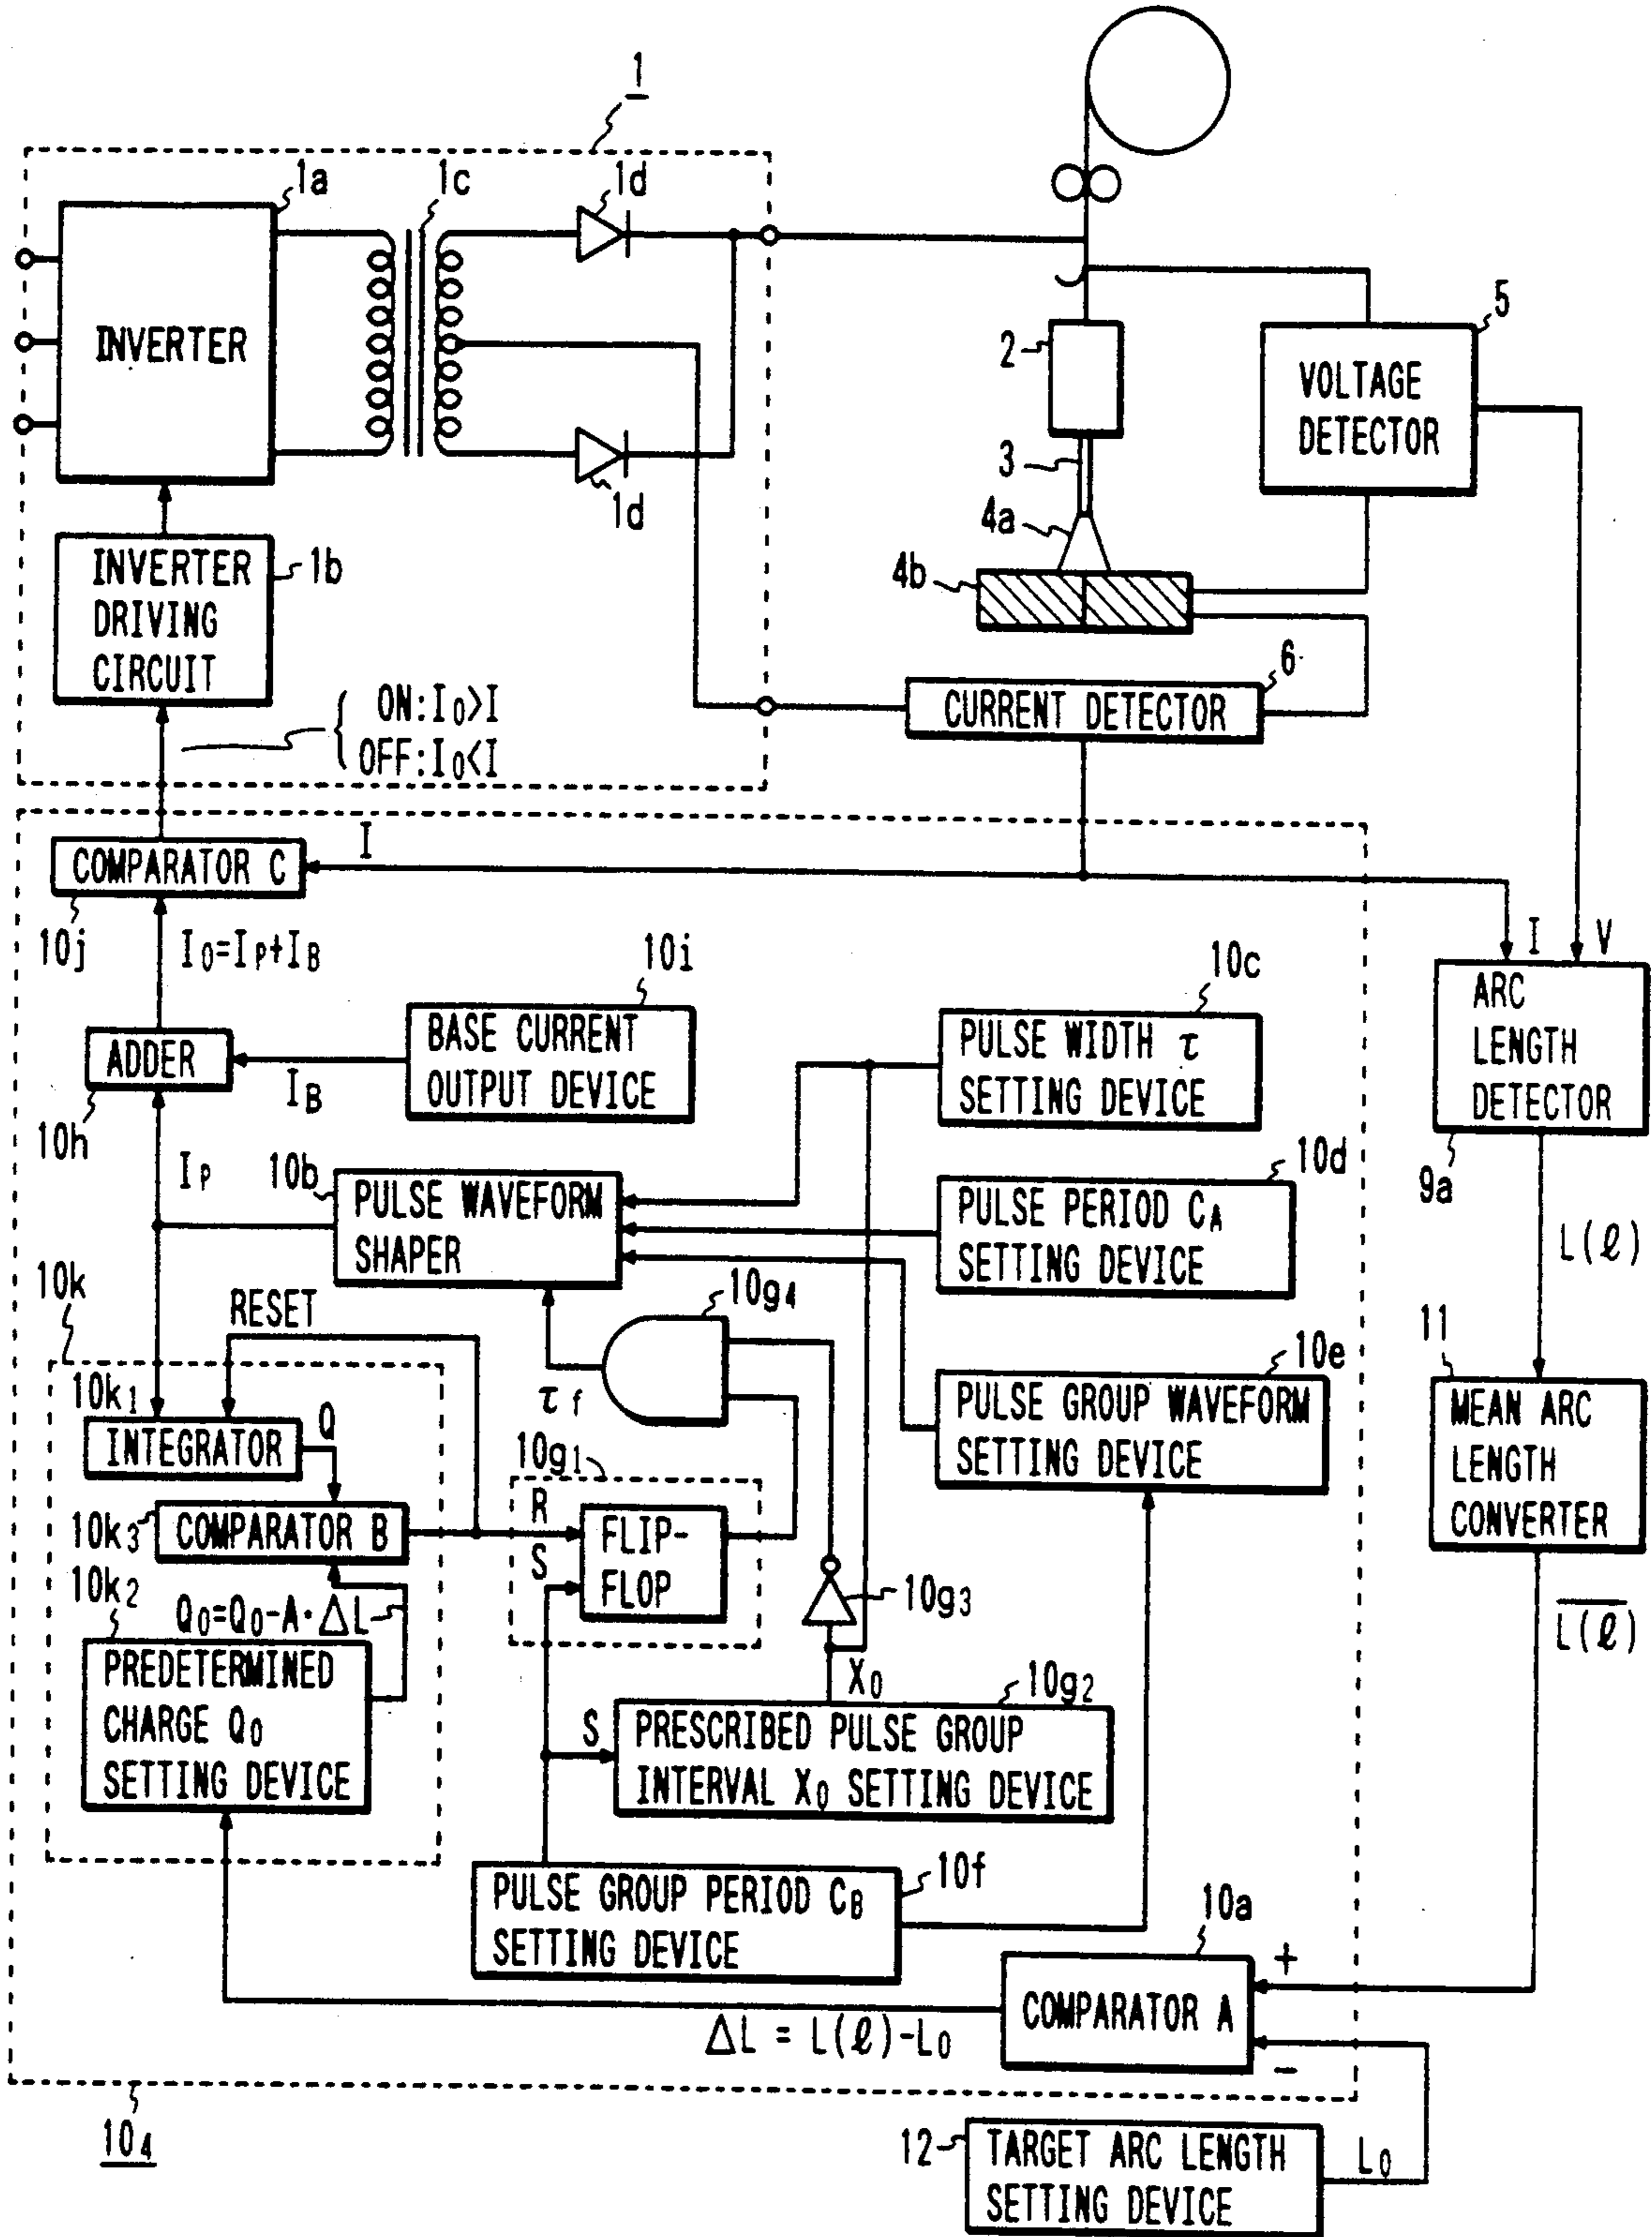 1
1a
1c
1d
INVERTER
1d
2
5
VOLTAGE
DETECTOR
3
4a
4b
INVERTER
DRIVING
CIRCUIT
1b
6
CURRENT DETECTOR
ON:I0>I
OFF:I0<I
COMPARATOR C
I
10j
I0=IP+IB
I
V
10i
10c
ARC
LENGTH
DETECTOR
9a
ADDER
10h
IB
BASE CURRENT
OUTPUT DEVICE
PULSE WIDTH τ
SETTING DEVICE
IP
10b
PULSE WAVEFORM
SHAPER
10d
PULSE PERIOD CA
SETTING DEVICE
L(ℓ)
10k
RESET
10g4
τf
11
10e
MEAN ARC
LENGTH
CONVERTER
10k1
INTEGRATOR
Q
PULSE GROUP WAVEFORM
SETTING DEVICE
10g1
10k3
COMPARATOR B
R
S
FLIP-
FLOP
10k2
Q0=Q0-A·ΔL
10g3
L(ℓ)
PREDETERMINED
CHARGE Q0
SETTING DEVICE
X0
10g2
S
PRESCRIBED PULSE GROUP
INTERVAL X0 SETTING DEVICE
10f
PULSE GROUP PERIOD CB
SETTING DEVICE
10a
+
COMPARATOR A
-
ΔL = L(ℓ)-L0
104
12
TARGET ARC LENGTH
SETTING DEVICE
L0